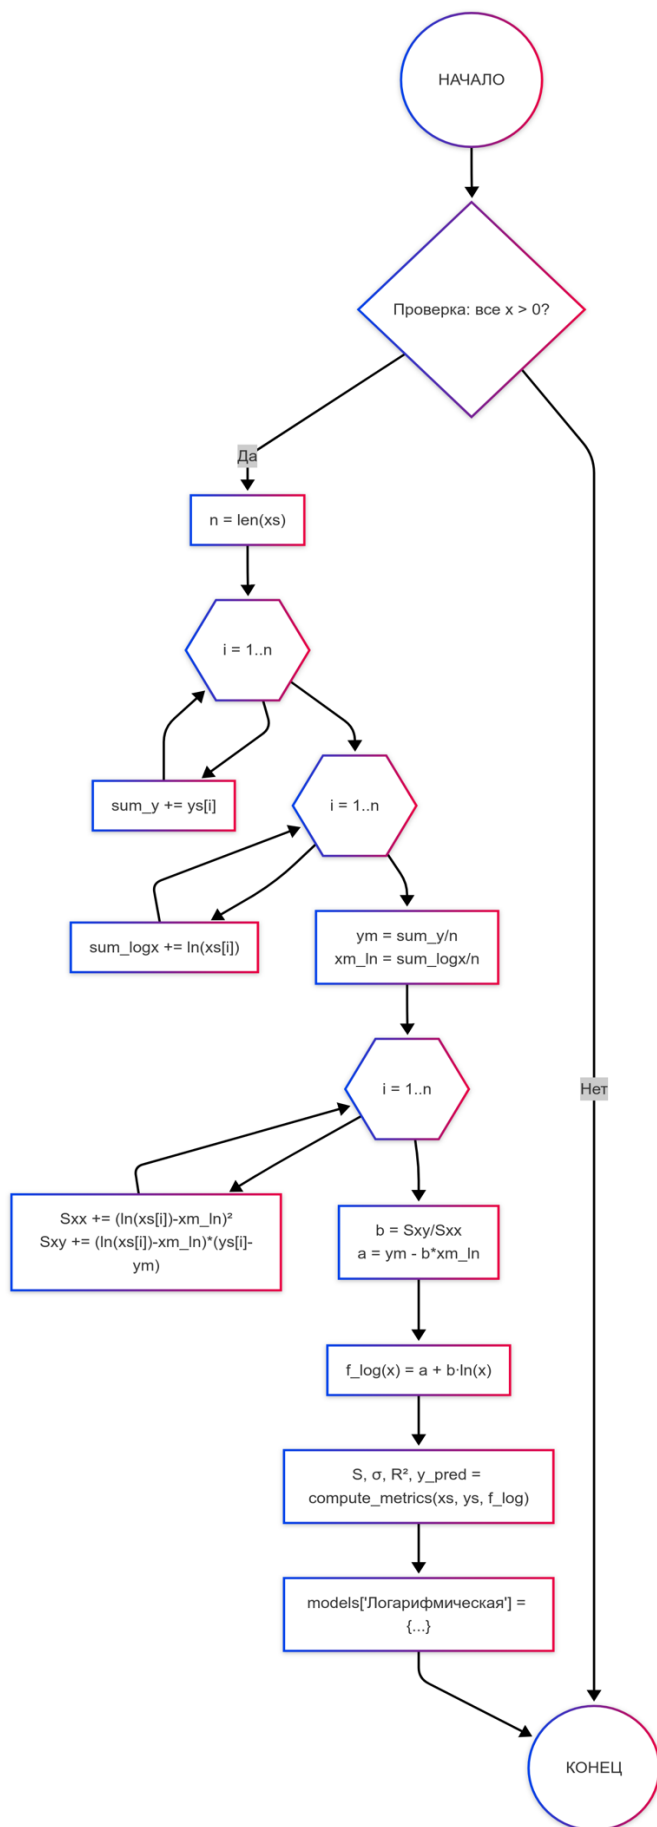 НАЧАЛО
Проверка: все x > 0?
Да
n = len(xs)
i = 1..n
sum_y += ys[i]
i = 1..n
sum_logx += ln(xs[i])
ym = sum_y/n
xm_ln = sum_logx/n
i = 1..n
Нет
Sxx += (ln(xs[i])-xm_ln)²
Sxy += (ln(xs[i])-xm_ln)*(ys[i]-
ym)
b = Sxy/Sxx
a = ym - b*xm_ln
f_log(x) = a + b·ln(x)
S, σ, R², y_pred =
compute_metrics(xs, ys, f_log)
models['Логарифмическая'] =
{...}
КОНЕЦ